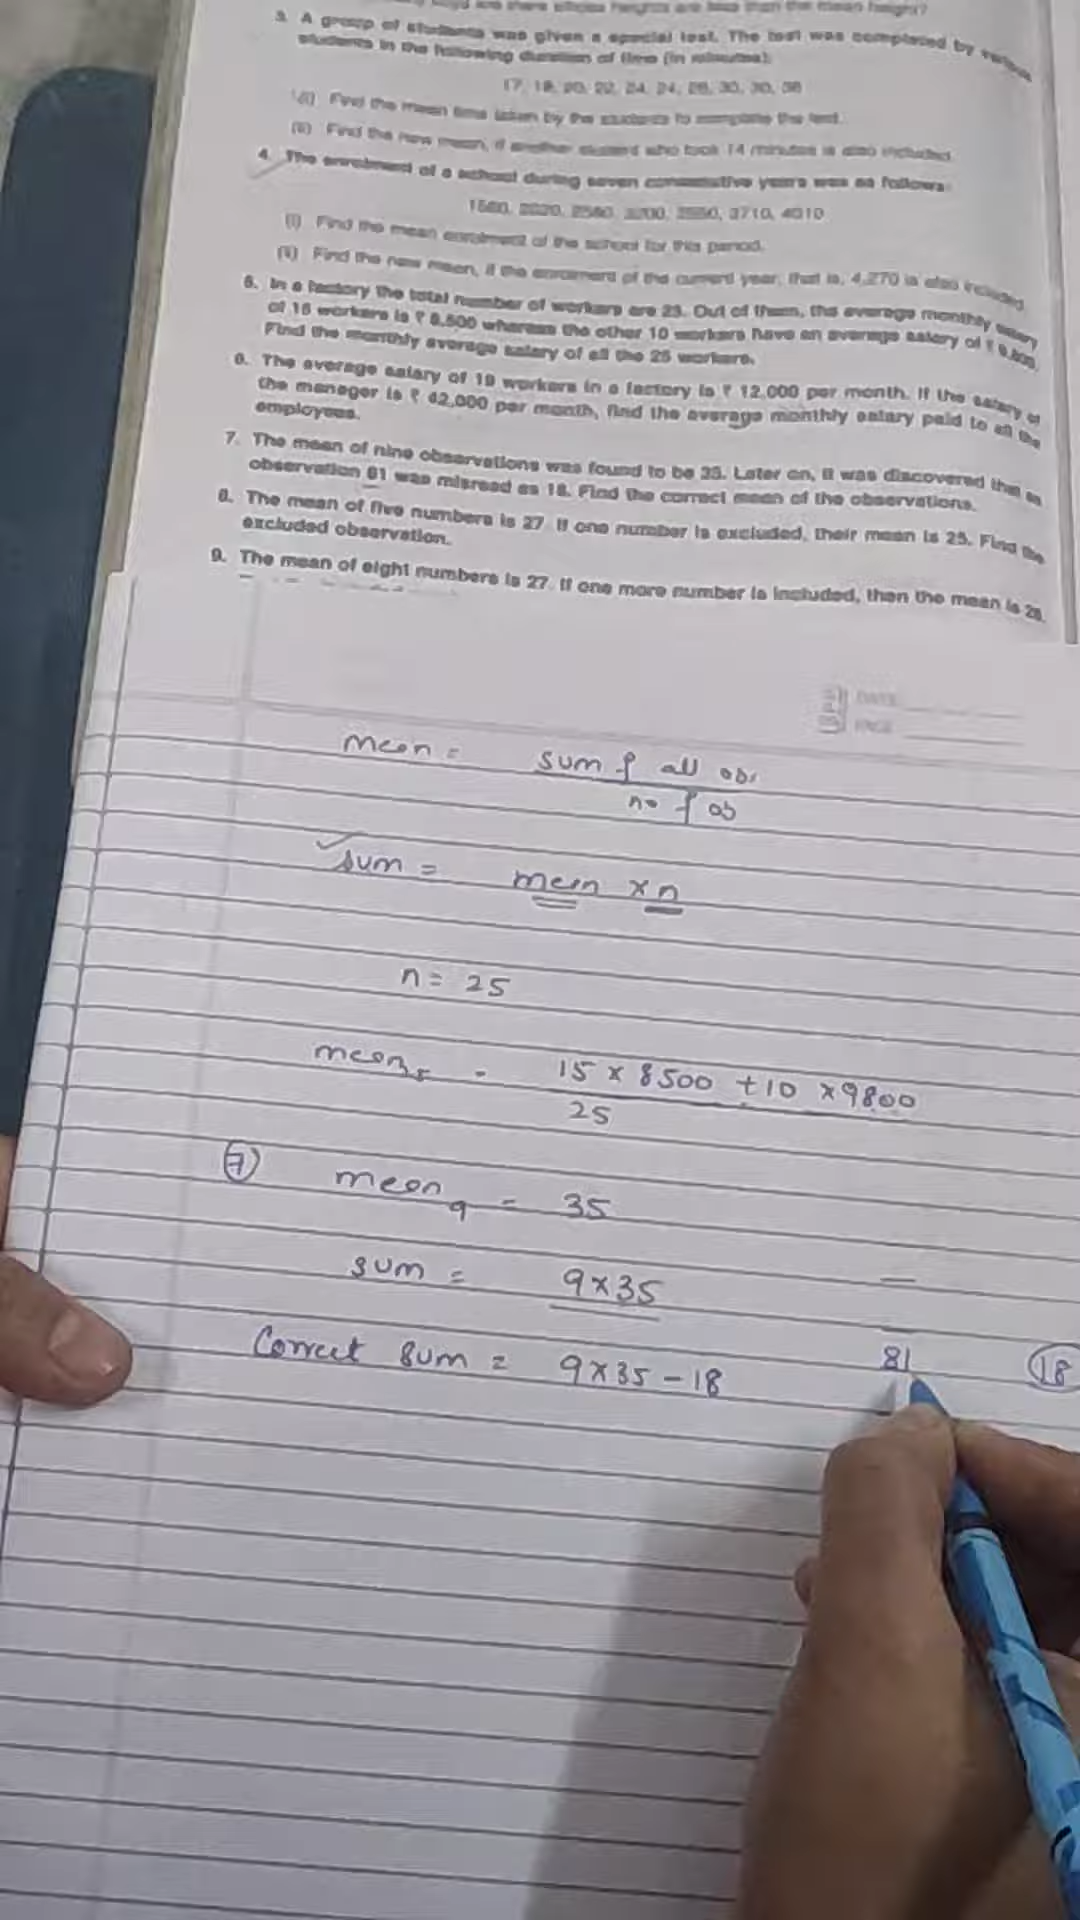 3. A group of students was given a special test. The test was completed by various
students in the following duration of time (in minutes):
17, 19, 20, 22, 24, 24, 28, 30, 30, 36
(i) Find the mean time taken by the students to complete the test.
(ii) Find the new mean, if another student who took 14 minutes is also included.
4. The enrolment of a school during seven consecutive years was as follows:
3710, 4010
(i) Find the mean enrolment of the school for this period.
(ii) Find the new mean, if the enrolment of the current year, that is, 4,270 is also included.
5. In a factory the total number of workers are 25. Out of them, the average monthly salary
of 15 workers is ₹ 8,500 whereas the other 10 workers have an average salary of ₹ 9,800.
Find the monthly average salary of all the 25 workers.
6. The average salary of 19 workers in a factory is ₹ 12,000 per month. If the salary of
the manager is ₹ 42,000 per month, find the average monthly salary paid to all the
employees.
7. The mean of nine observations was found to be 35. Later on, it was discovered that an
observation 81 was misread as 18. Find the correct mean of the observations.
8. The mean of five numbers is 27. If one number is excluded, their mean is 25. Find the
excluded observation.
9. The mean of eight numbers is 27. If one more number is included, then the mean is
DATE
PAGE
mean = sum of all obs
no of ob
sum = mean × n
n = 25
mean = 15 × 8500 + 10 × 9800
25
7 mean9 = 35
sum = 9×35
Correct sum = 9×35-18 81 18